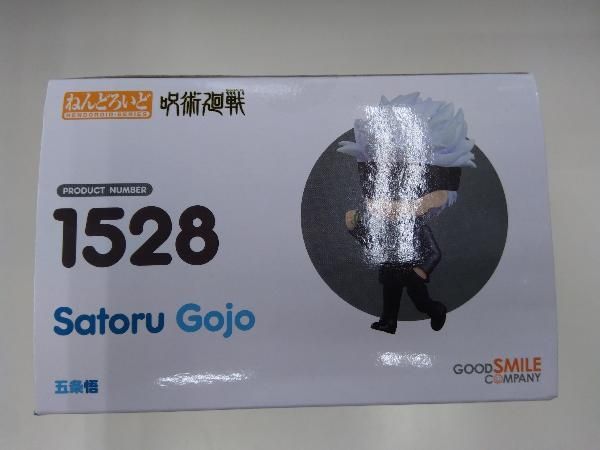 ねんどろいど
NENDOROID・SERIES
呪術廻戦
PRODUCT NUMBER
1528
Satoru Gojo
五条悟
GOOD SMILE
COMPANY